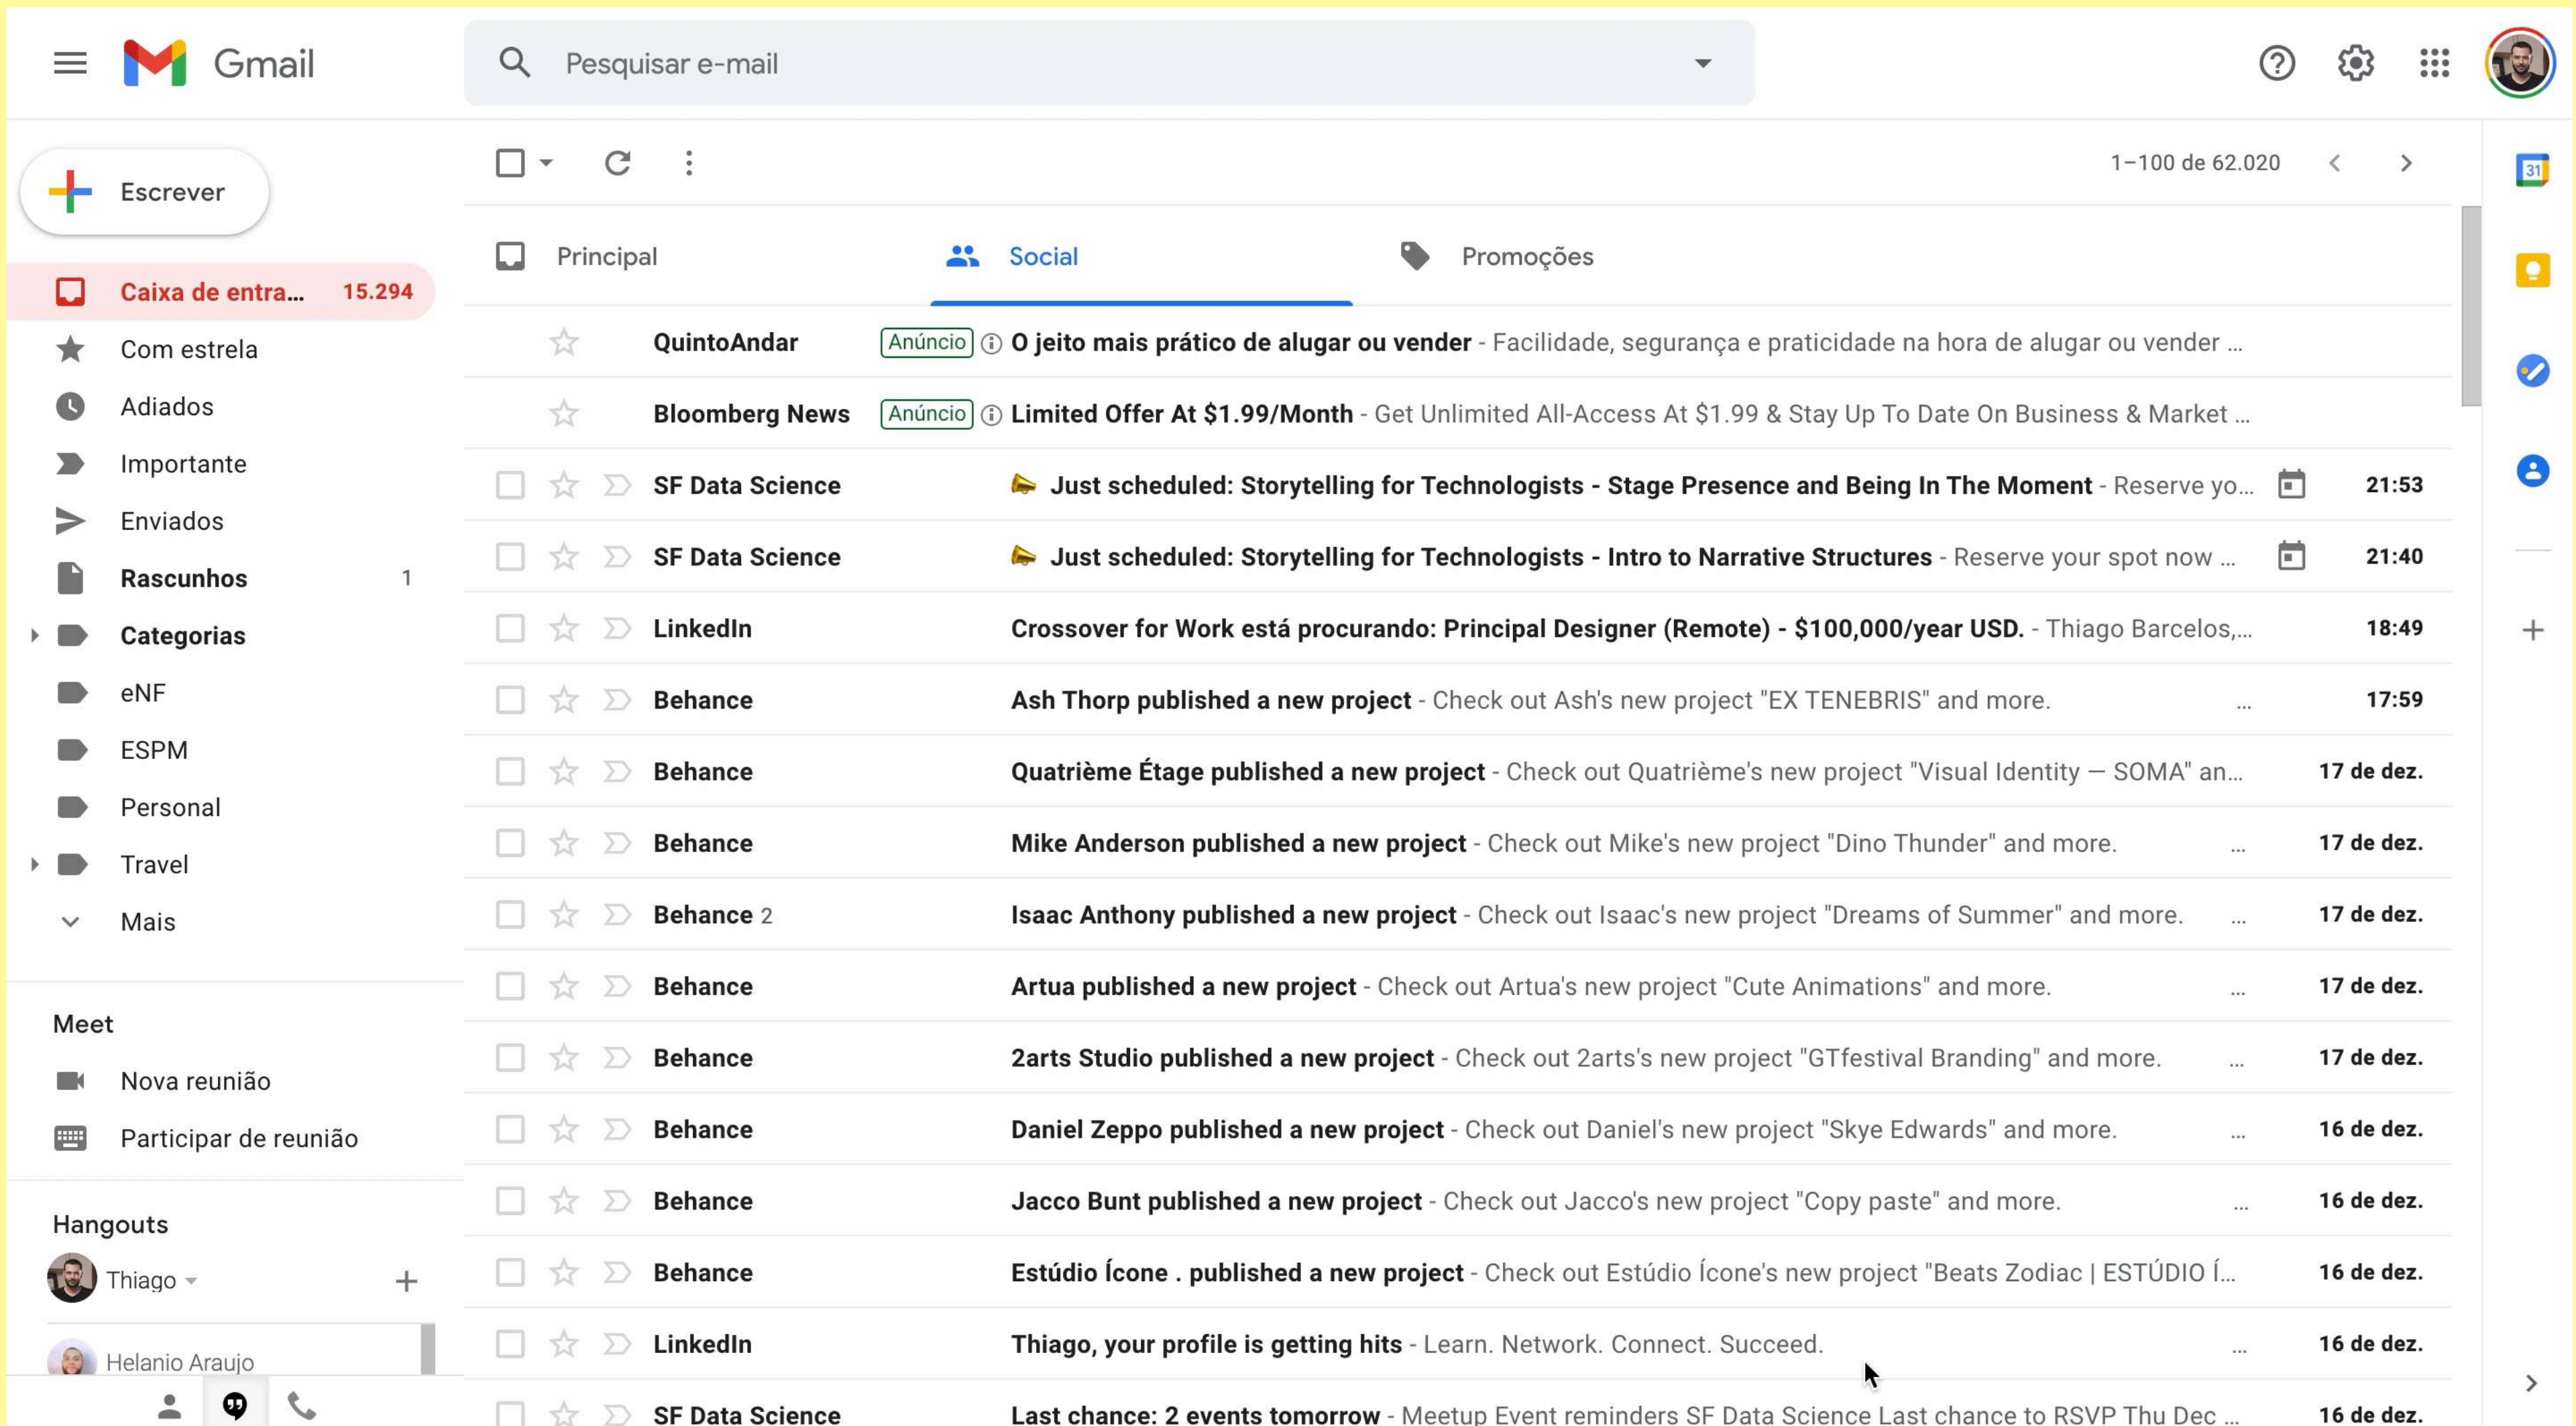 Gmail
Pesquisar e-mail
Escrever
1–100 de 62.020
31
Principal
Social
Promoções
Caixa de entra... 15.294
Com estrela
Adiados
Importante
Enviados
Rascunhos 1
Categorias
eNF
ESPM
Personal
Travel
Mais
Meet
Nova reunião
Participar de reunião
Hangouts
Thiago
Helanio Araujo
QuintoAndar Anúncio O jeito mais prático de alugar ou vender - Facilidade, segurança e praticidade na hora de alugar ou vender ...
Bloomberg News Anúncio Limited Offer At $1.99/Month - Get Unlimited All-Access At $1.99 & Stay Up To Date On Business & Market ...
SF Data Science Just scheduled: Storytelling for Technologists - Stage Presence and Being In The Moment - Reserve yo... 21:53
SF Data Science Just scheduled: Storytelling for Technologists - Intro to Narrative Structures - Reserve your spot now ... 21:40
LinkedIn Crossover for Work está procurando: Principal Designer (Remote) - $100,000/year USD. - Thiago Barcelos,... 18:49
Behance Ash Thorp published a new project - Check out Ash's new project "EX TENEBRIS" and more. ... 17:59
Behance Quatrième Étage published a new project - Check out Quatrième's new project "Visual Identity — SOMA" an... 17 de dez.
Behance Mike Anderson published a new project - Check out Mike's new project "Dino Thunder" and more. ... 17 de dez.
Behance 2 Isaac Anthony published a new project - Check out Isaac's new project "Dreams of Summer" and more. ... 17 de dez.
Behance Artua published a new project - Check out Artua's new project "Cute Animations" and more. ... 17 de dez.
Behance 2arts Studio published a new project - Check out 2arts's new project "GTfestival Branding" and more. ... 17 de dez.
Behance Daniel Zeppo published a new project - Check out Daniel's new project "Skye Edwards" and more. ... 16 de dez.
Behance Jacco Bunt published a new project - Check out Jacco's new project "Copy paste" and more. ... 16 de dez.
Behance Estúdio Ícone . published a new project - Check out Estúdio Ícone's new project "Beats Zodiac | ESTÚDIO Í... 16 de dez.
LinkedIn Thiago, your profile is getting hits - Learn. Network. Connect. Succeed. ... 16 de dez.
SF Data Science Last chance: 2 events tomorrow - Meetup Event reminders SF Data Science Last chance to RSVP Thu Dec ... 16 de dez.